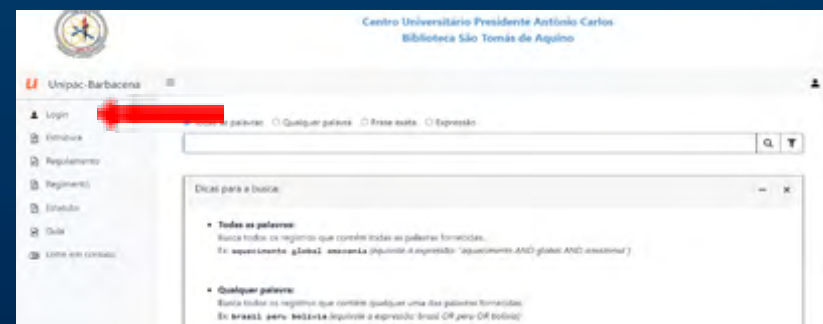 Centro Universitário Presidente Antônio Carlos
Biblioteca São Tomás de Aquino
Unipac-Barbacena
Login
Estrutura
Regulamento
Regimento
Estatuto
Guia
Entre em contato
palavras Qualquer palavra Frase exata Expressão
Dicas para a busca:
Todas as palavras:
Busca todos os registros que contém todas as palavras fornecidas.
Ex: aquecimento global amazonia (equivale a expressão: "aquecimento AND global AND amazonia")
Qualquer palavra:
Busca todos os registros que contém qualquer uma das palavras fornecidas.
Ex: brasil peru bolivia (equivale a expressão: brasil OR peru OR bolivia)